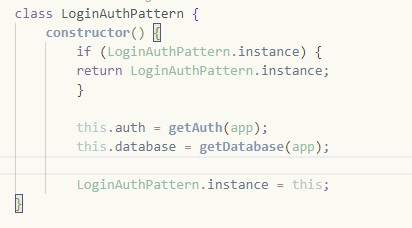 class LoginAuthPattern {
    constructor() {
        if (LoginAuthPattern.instance) {
        return LoginAuthPattern.instance;
        }

        this.auth = getAuth(app);
        this.database = getDatabase(app);

        LoginAuthPattern.instance = this;
}